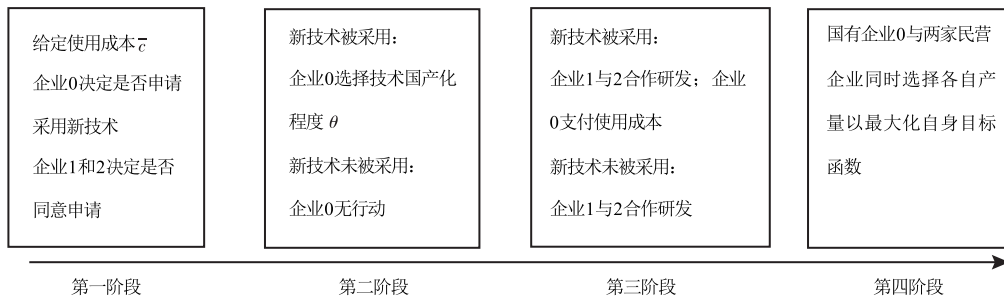 给定使用成本c̄
企业0决定是否申请
采用新技术
企业1和2决定是否
同意申请
新技术被采用：
企业0选择技术国产化
程度 θ
新技术未被采用：
企业0无行动
新技术被采用：
企业1与2合作研发；企业
0支付使用成本
新技术未被采用：
企业1与2合作研发
国有企业0与两家民营
企业同时选择各自产
量以最大化自身目标
函数
第一阶段
第二阶段
第三阶段
第四阶段